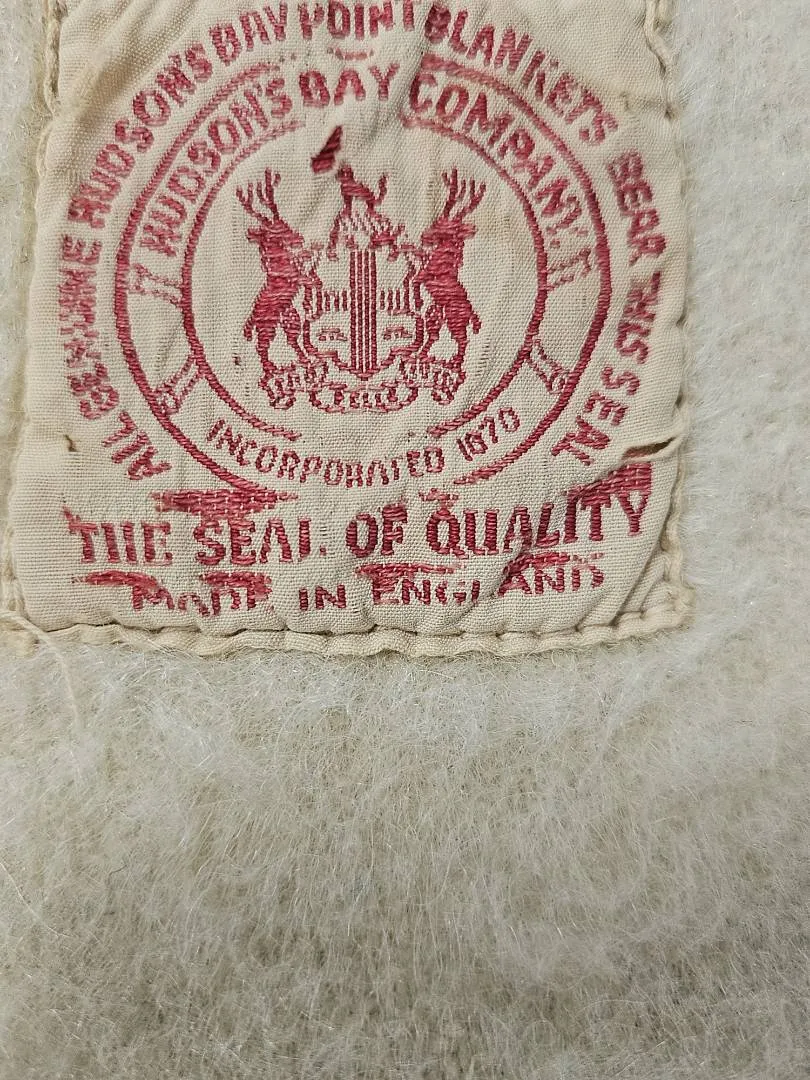 ALL GENUINE HUDSON'S BAY POINT BLANKETS BEAR THIS SEAL
HUDSON'S BAY COMPANY.
INCORPORATED 1670
THE SEAL OF QUALITY
MADE IN ENGLAND